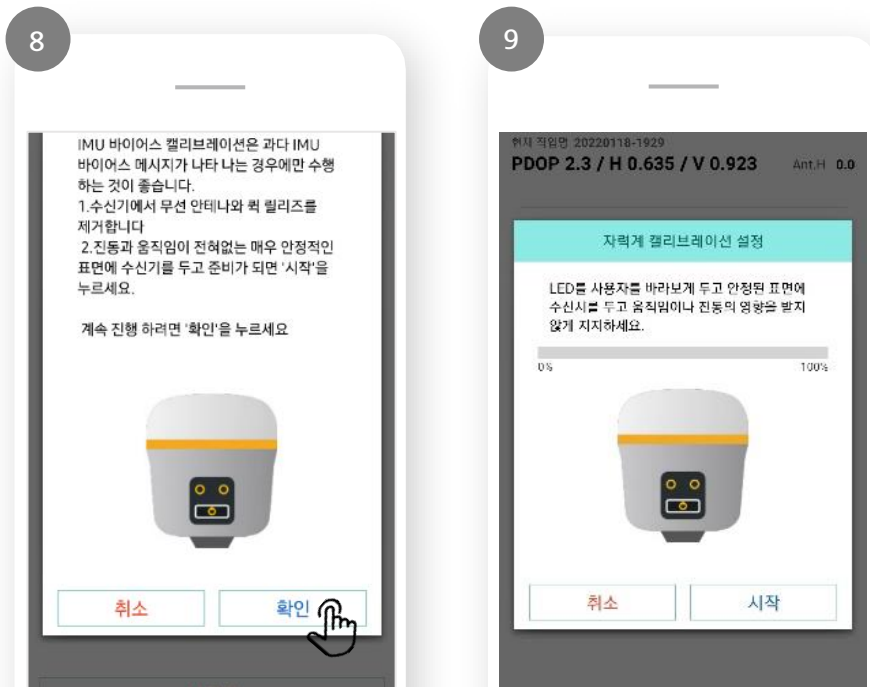 8
IMU 바이어스 캘리브레이션은 과다 IMU
바이어스 메시지가 나타 나는 경우에만 수행
하는 것이 좋습니다.
1.수신기에서 무선 안테나와 퀵 릴리즈를
제거합니다
2.진동과 움직임이 전혀없는 매우 안정적인
표면에 수신기를 두고 준비가 되면 '시작'을
누르세요.
계속 진행 하려면 '확인'을 누르세요
취소 확인
9
현재 작업명 20220118-1929
PDOP 2.3 / H 0.635 / V 0.923 Ant.H 0.0
자력계 캘리브레이션 설정
LED를 사용자를 바라보게 두고 안정된 표면에
수신시를 두고 움직임이나 진동의 영향을 받지
않게 지지하세요.
0% 100%
취소 시작